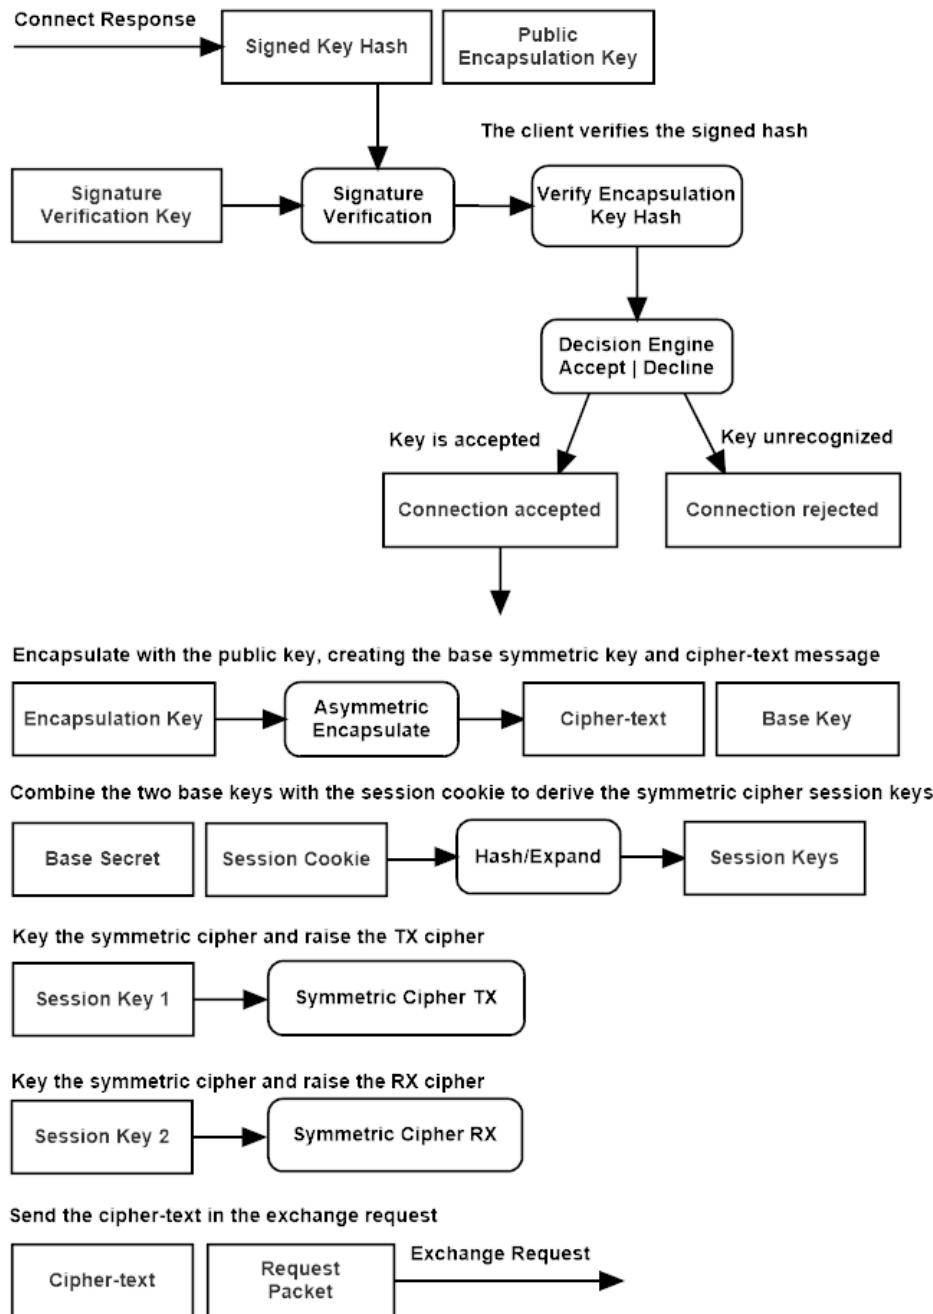 Connect Response
Signed Key Hash
Public
Encapsulation Key
The client verifies the signed hash
Signature
Verification Key
Signature
Verification
Verify Encapsulation
Key Hash
Decision Engine
Accept | Decline
Key is accepted
Key unrecognized
Connection accepted
Connection rejected
Encapsulate with the public key, creating the base symmetric key and cipher-text message
Encapsulation Key
Asymmetric
Encapsulate
Cipher-text
Base Key
Combine the two base keys with the session cookie to derive the symmetric cipher session keys
Base Secret
Session Cookie
Hash/Expand
Session Keys
Key the symmetric cipher and raise the TX cipher
Session Key 1
Symmetric Cipher TX
Key the symmetric cipher and raise the RX cipher
Session Key 2
Symmetric Cipher RX
Send the cipher-text in the exchange request
Cipher-text
Request
Packet
Exchange Request